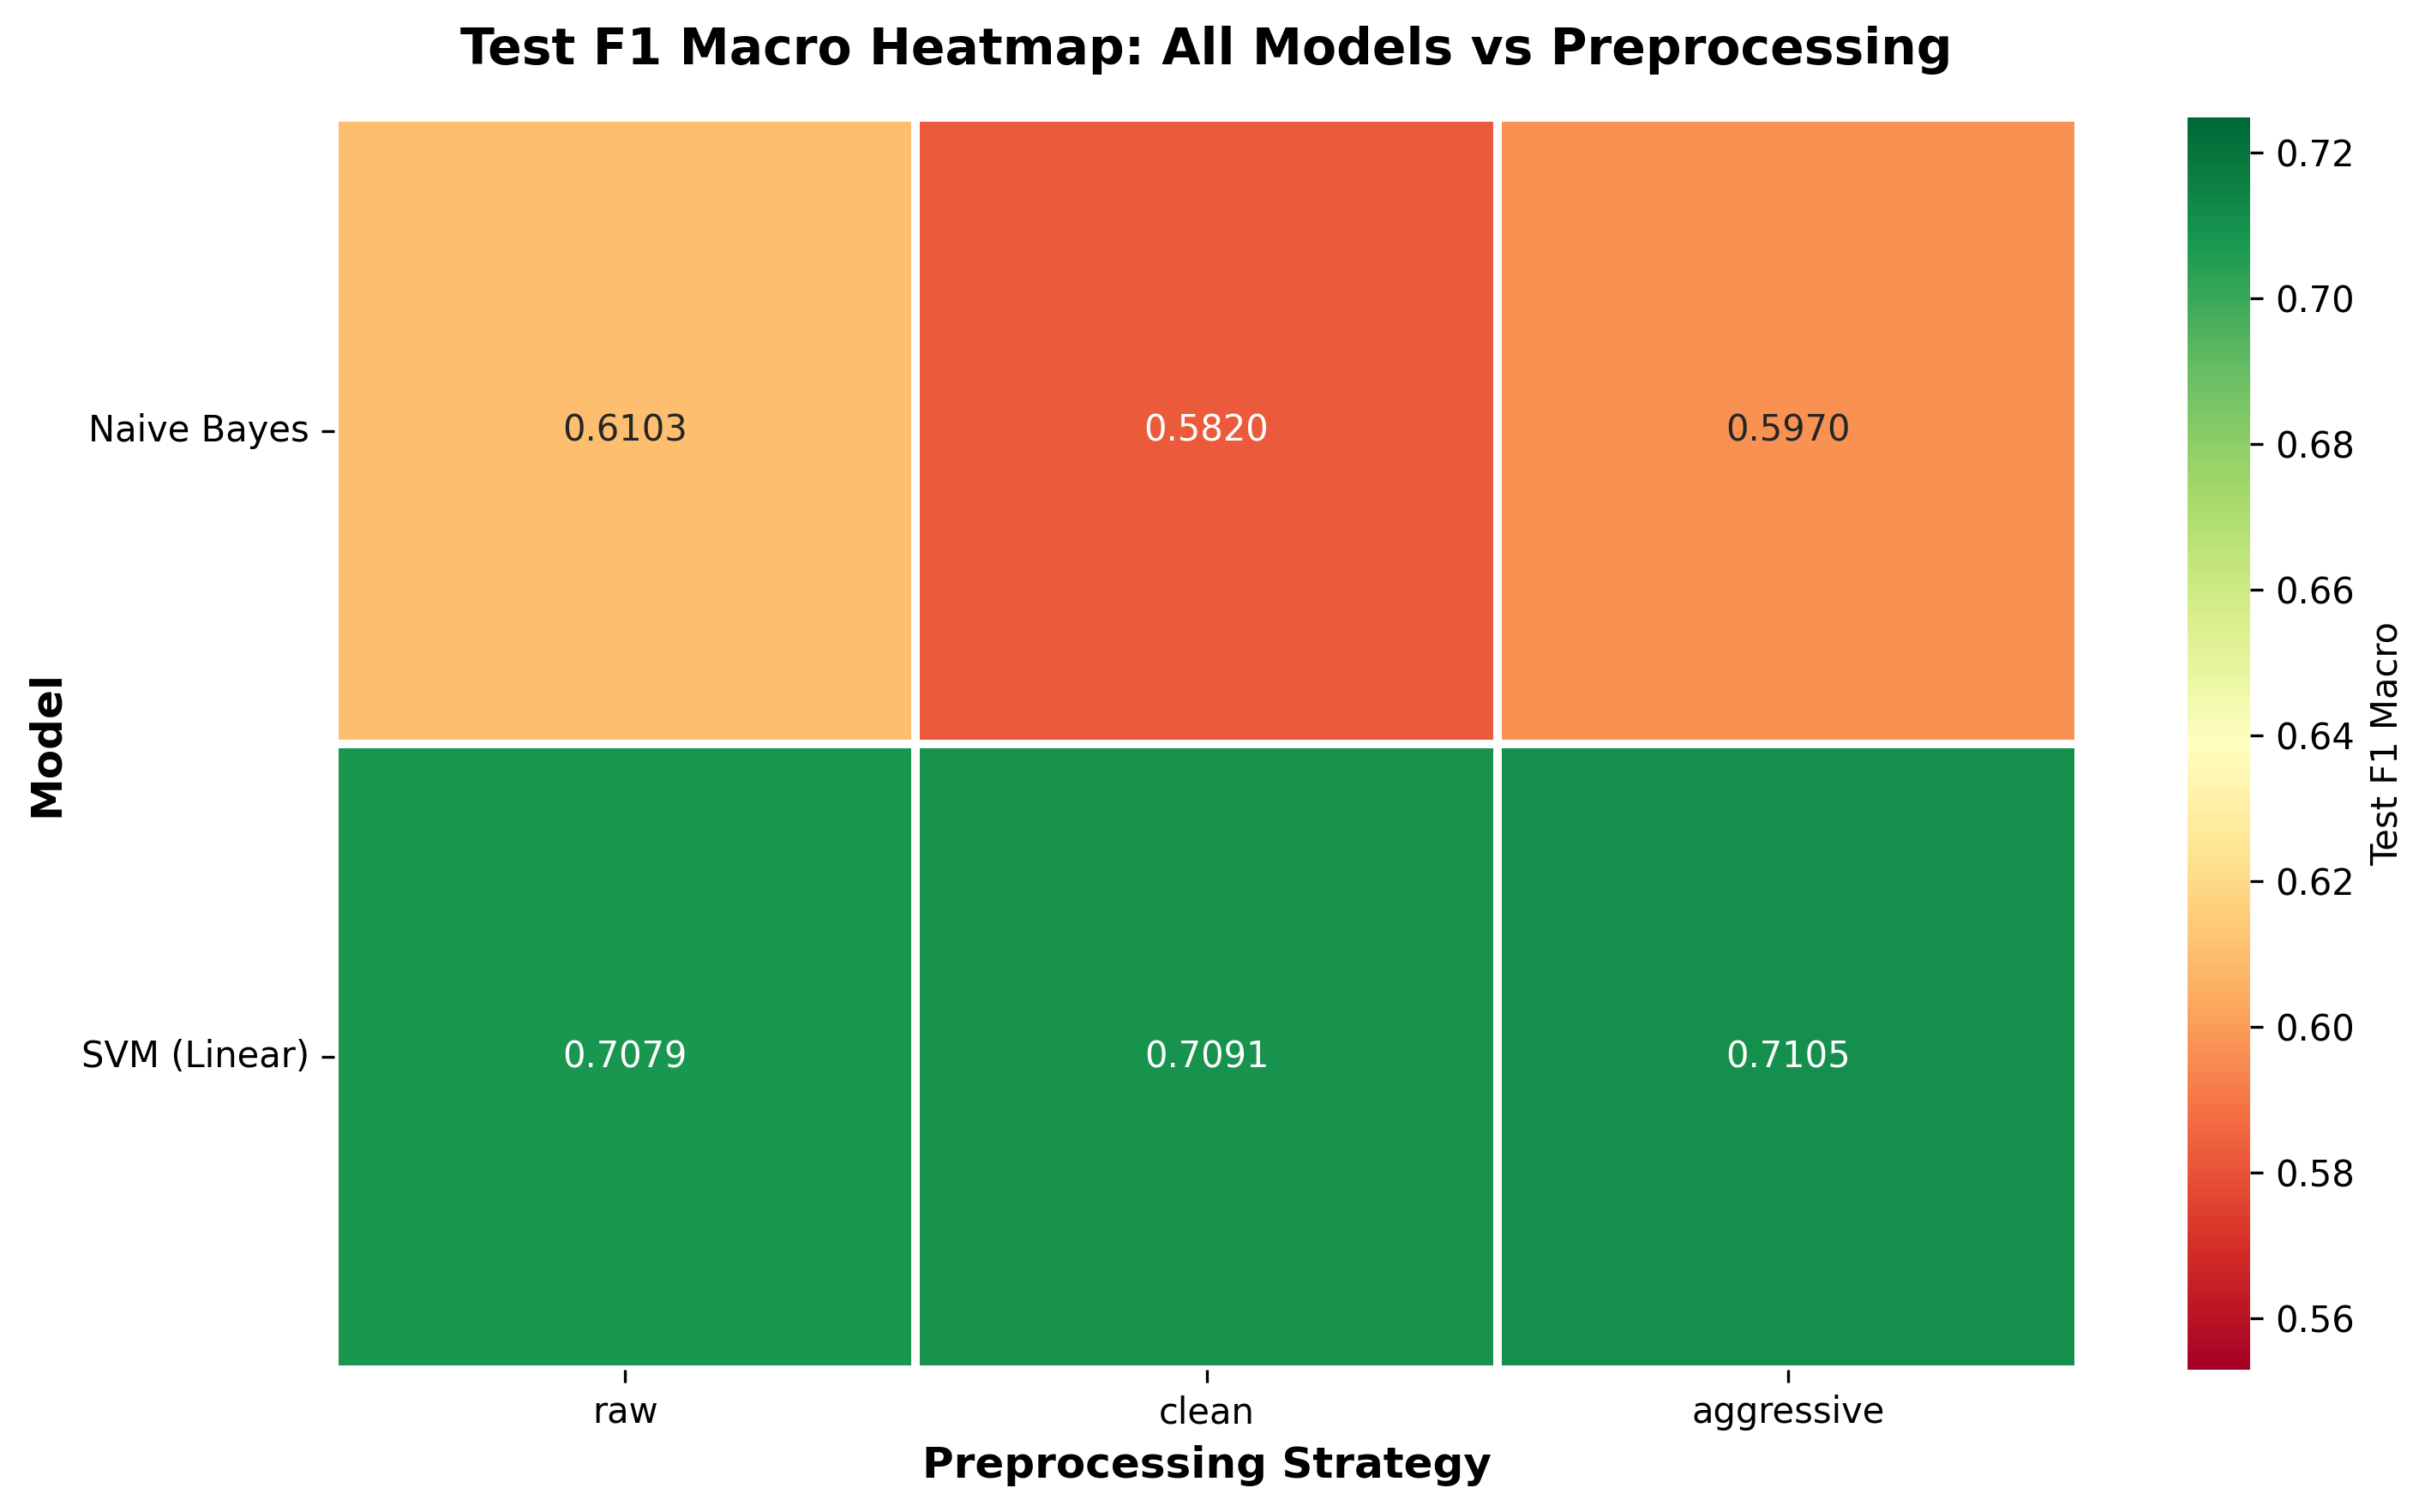 Test F1 Macro Heatmap: All Models vs Preprocessing
Model
Naive Bayes
0.6103
0.5820
0.5970
SVM (Linear)
0.7079
0.7091
0.7105
raw
clean
aggressive
Preprocessing Strategy
0.72
0.70
0.68
0.66
0.64
0.62
0.60
0.58
0.56
Test F1 Macro